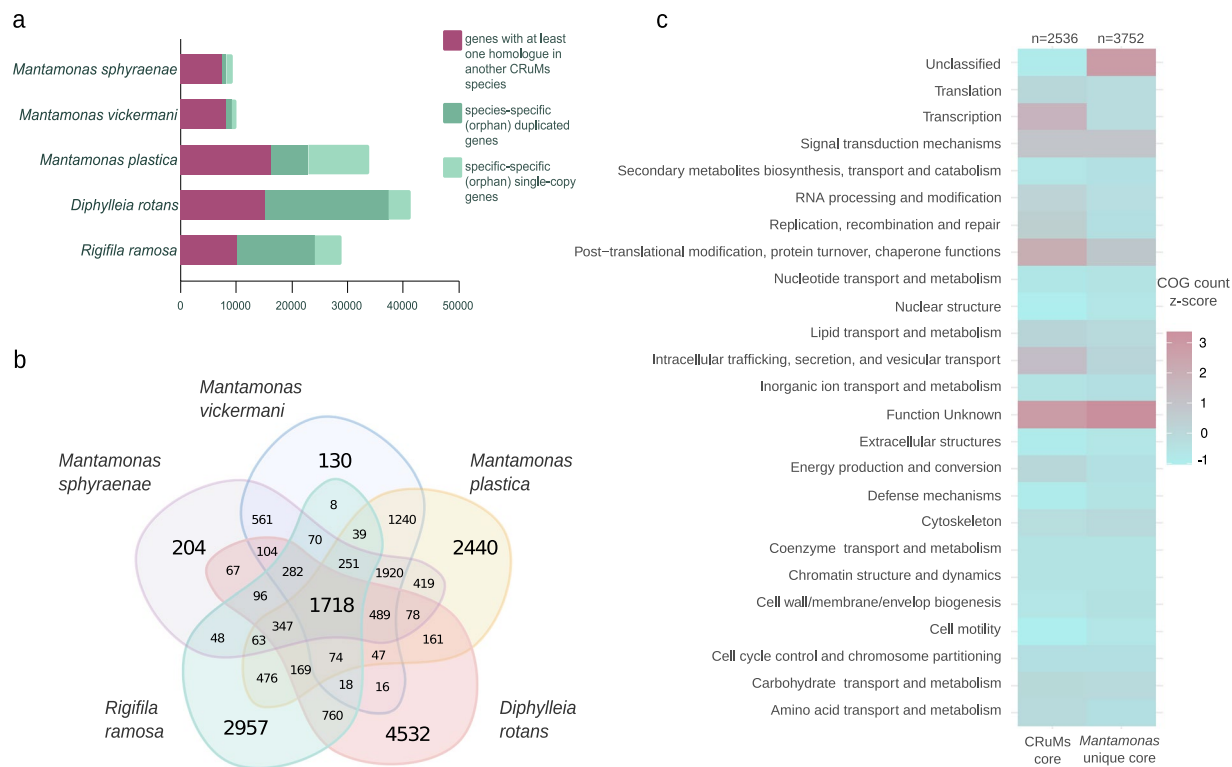 a
Mantamonas sphyraenae
Mantamonas vickermani
Mantamonas plastica
Diphylleia rotans
Rigifila ramosa
0 10000 20000 30000 40000 50000
genes with at least
one homologue in
another CRuMs
species
species-specific
(orphan) duplicated
genes
specific-specific
(orphan) single-copy
genes
b
Mantamonas
vickermani
Mantamonas
sphyraenae
Mantamonas
plastica
Rigifila
ramosa
Diphylleia
rotans
130
8
561
1240
70
39
204
104
2440
251
67
282
1920
419
96
1718
489
78
347
48
63
161
74
47
169
476
18
16
760
2957
4532
c
n=2536 n=3752
Unclassified
Translation
Transcription
Signal transduction mechanisms
Secondary metabolites biosynthesis, transport and catabolism
RNA processing and modification
Replication, recombination and repair
Post−translational modification, protein turnover, chaperone functions
Nucleotide transport and metabolism
Nuclear structure
Lipid transport and metabolism
Intracellular trafficking, secretion, and vesicular transport
Inorganic ion transport and metabolism
Function Unknown
Extracellular structures
Energy production and conversion
Defense mechanisms
Cytoskeleton
Coenzyme transport and metabolism
Chromatin structure and dynamics
Cell wall/membrane/envelop biogenesis
Cell motility
Cell cycle control and chromosome partitioning
Carbohydrate transport and metabolism
Amino acid transport and metabolism
CRuMs
core
Mantamonas
unique core
COG count
z-score
3
2
1
0
-1